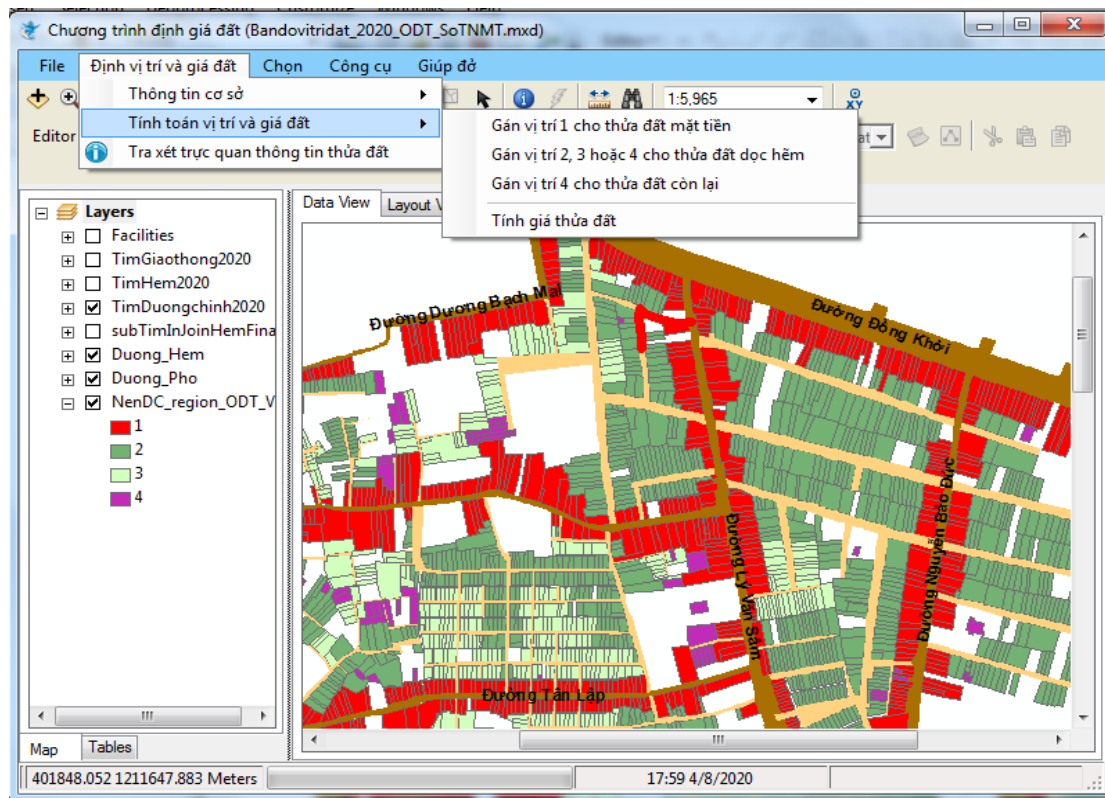 Chương trình định giá đất (Bandovitridat_2020_ODT_SoTNMT.mxd)
File Định vị trí và giá đất Chọn Công cụ Giúp đở
Thông tin cơ sở
1:5,965
XY
Tính toán vị trí và giá đất
Gán vị trí 1 cho thửa đất mặt tiền
Editor
Tra xét trực quan thông tin thửa đất
Gán vị trí 2, 3 hoặc 4 cho thửa đất dọc hẽm
Gán vị trí 4 cho thửa đất còn lại
Tính giá thửa đất
Data View Layout V
Layers
Facilities
TimGiaothong2020
TimHem2020
TimDuongchinh2020
subTimInJoinHemFina
Duong_Hem
Duong_Pho
NenDC_region_ODT_V
1
2
3
4
Đường Dương Bạch Mai
Đường Đồng Khởi
Đường Nguyễn Bảo Đức
Đường Lý Văn Sâm
Đường Tân Lập
Map Tables
401848.052 1211647.883 Meters
17:59 4/8/2020